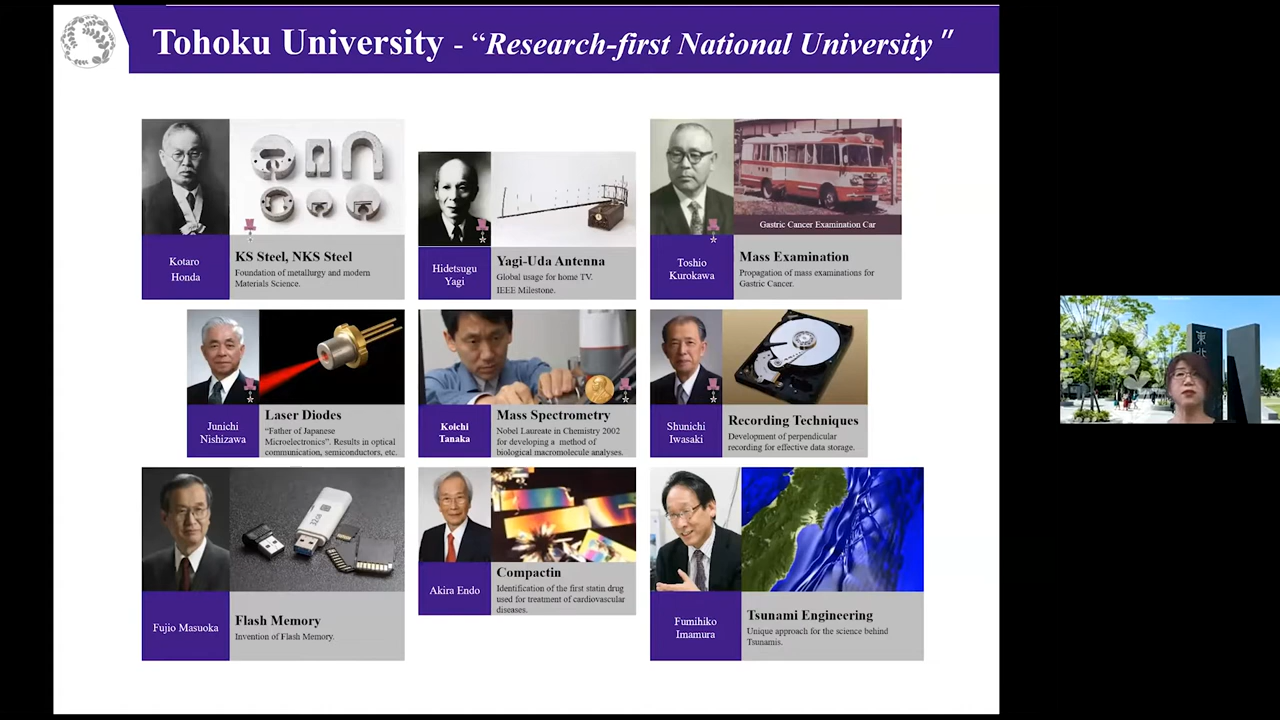 Tohoku University - “Research-first National University "
Kotaro
Honda
KS Steel, NKS Steel
Foundation of metallurgy and modern
Materials Science.
Hidetsugu
Yagi
Yagi-Uda Antenna
Global usage for home TV.
IEEE Milestone.
Gastric Cancer Examination Car
Toshio
Kurokawa
Mass Examination
Propagation of mass examinations for
Gastric Cancer.
Junichi
Nishizawa
Laser Diodes
“Father of Japanese
Microelectronics”. Results in optical
communication, semiconductors, etc.
Koichi
Tanaka
Mass Spectrometry
Nobel Laureate in Chemistry 2002
for developing a method of
biological macromolecule analyses.
Shunichi
Iwasaki
Recording Techniques
Development of perpendicular
recording for effective data storage.
32GB
Fujio Masuoka
Flash Memory
Invention of Flash Memory.
Akira Endo
Compactin
Identification of the first statin drug
used for treatment of cardiovascular
diseases.
Fumihiko
Imamura
Tsunami Engineering
Unique approach for the science behind
Tsunamis.
東
北